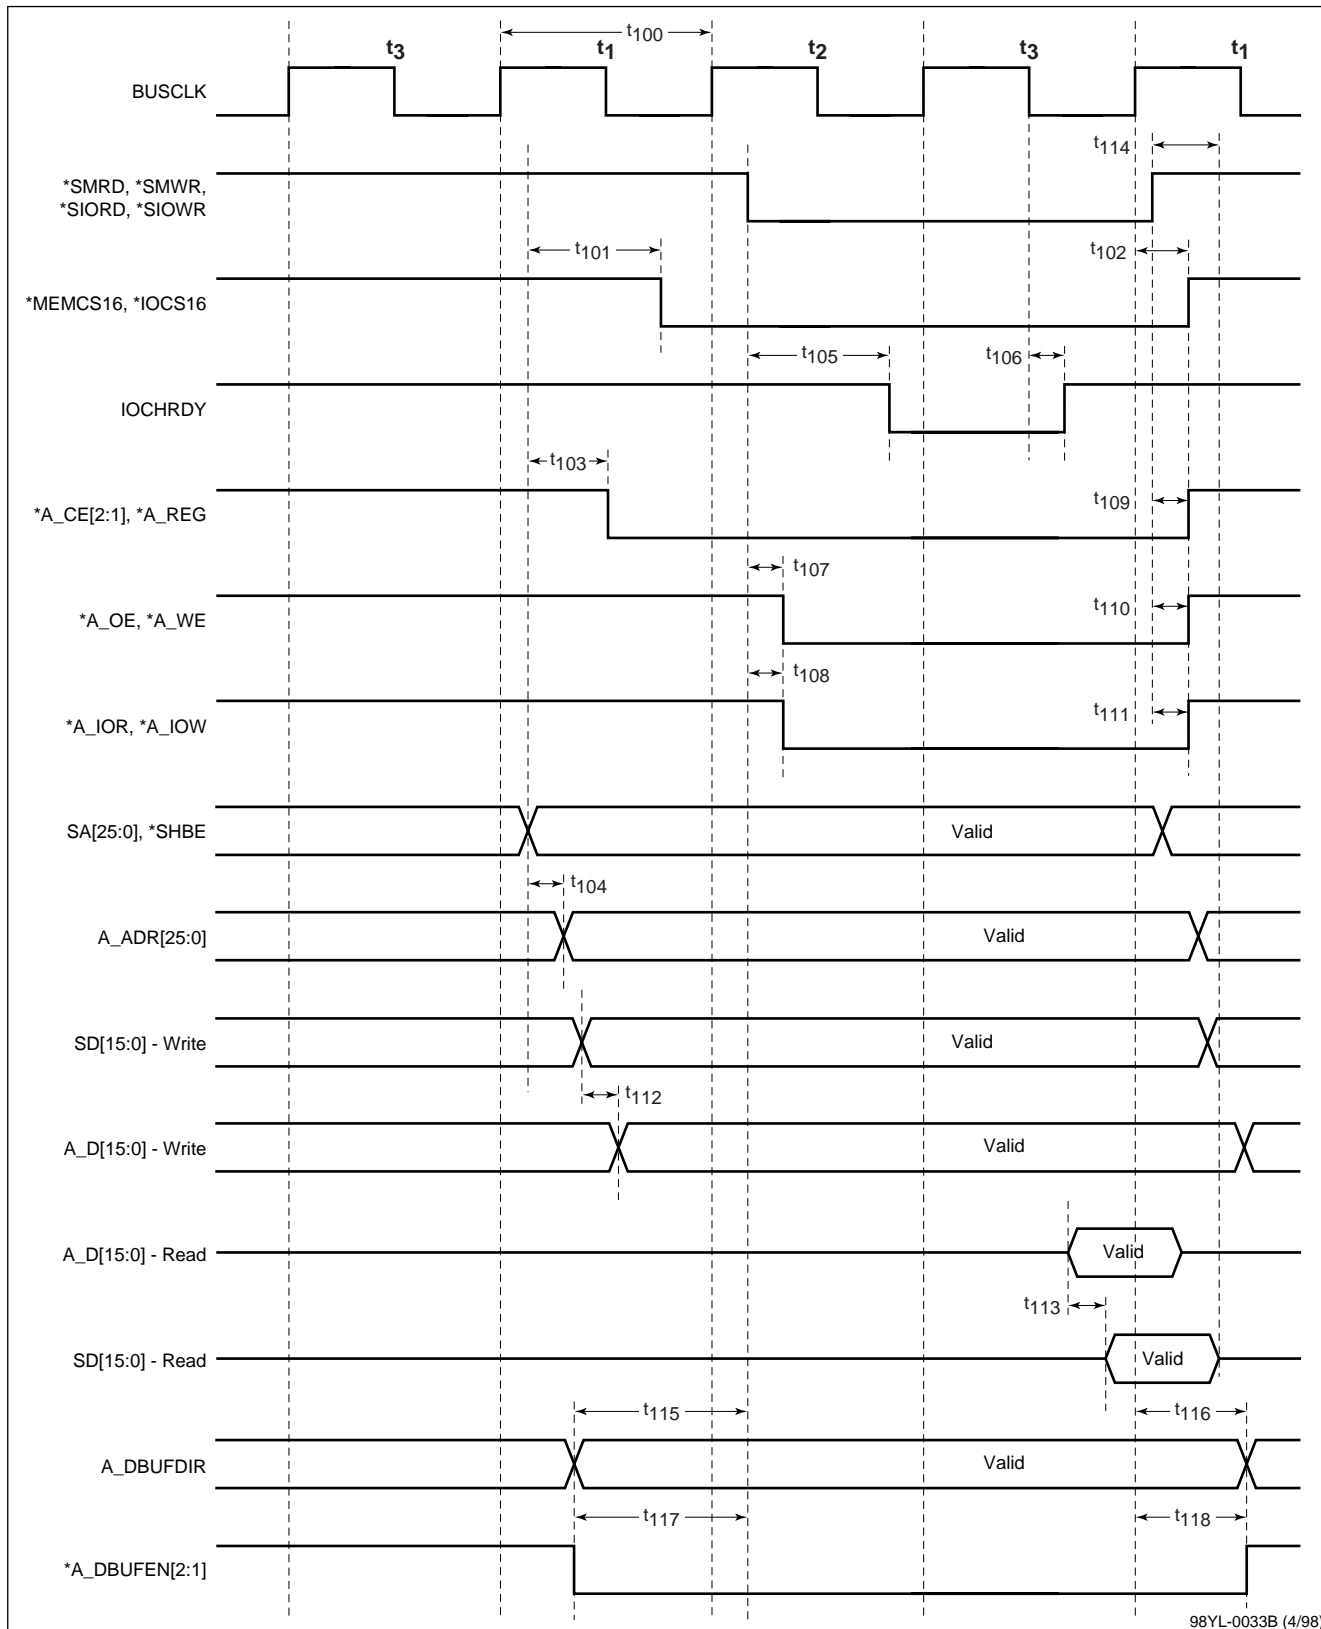 t100
t3 t1 t2 t3 t1
BUSCLK
t114
*SMRD, *SMWR,
*SIORD, *SIOWR
t101 t102
*MEMCS16, *IOCS16
t105 t106
IOCHRDY
t103
*A_CE[2:1], *A_REG
t109
t107
*A_OE, *A_WE
t110
t108
*A_IOR, *A_IOW
t111
SA[25:0], *SHBE Valid
t104
A_ADR[25:0] Valid
SD[15:0] - Write Valid
t112
A_D[15:0] - Write Valid
A_D[15:0] - Read Valid
t113
SD[15:0] - Read Valid
t115 t116
A_DBUFDIR Valid
t117 t118
*A_DBUFEN[2:1]
98YL-0033B (4/98)